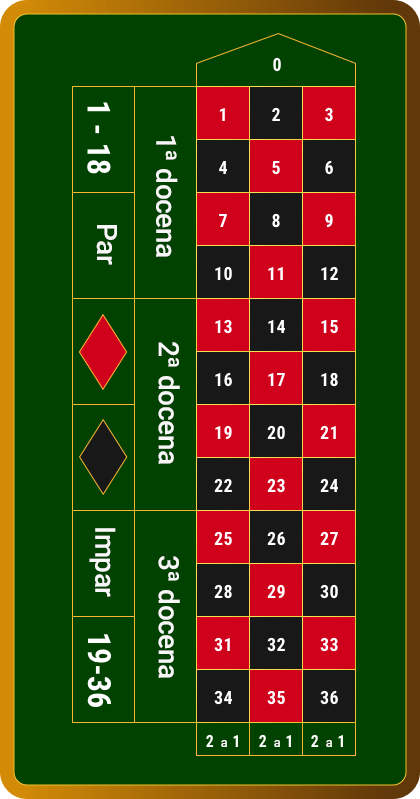 0
1 2 3
4 5 6
7 8 9
10 11 12
13 14 15
16 17 18
19 20 21
22 23 24
25 26 27
28 29 30
31 32 33
34 35 36
2 a 1 2 a 1 2 a 1
1ª docena
2ª docena
3ª docena
1 - 18
Par
Impar
19-36